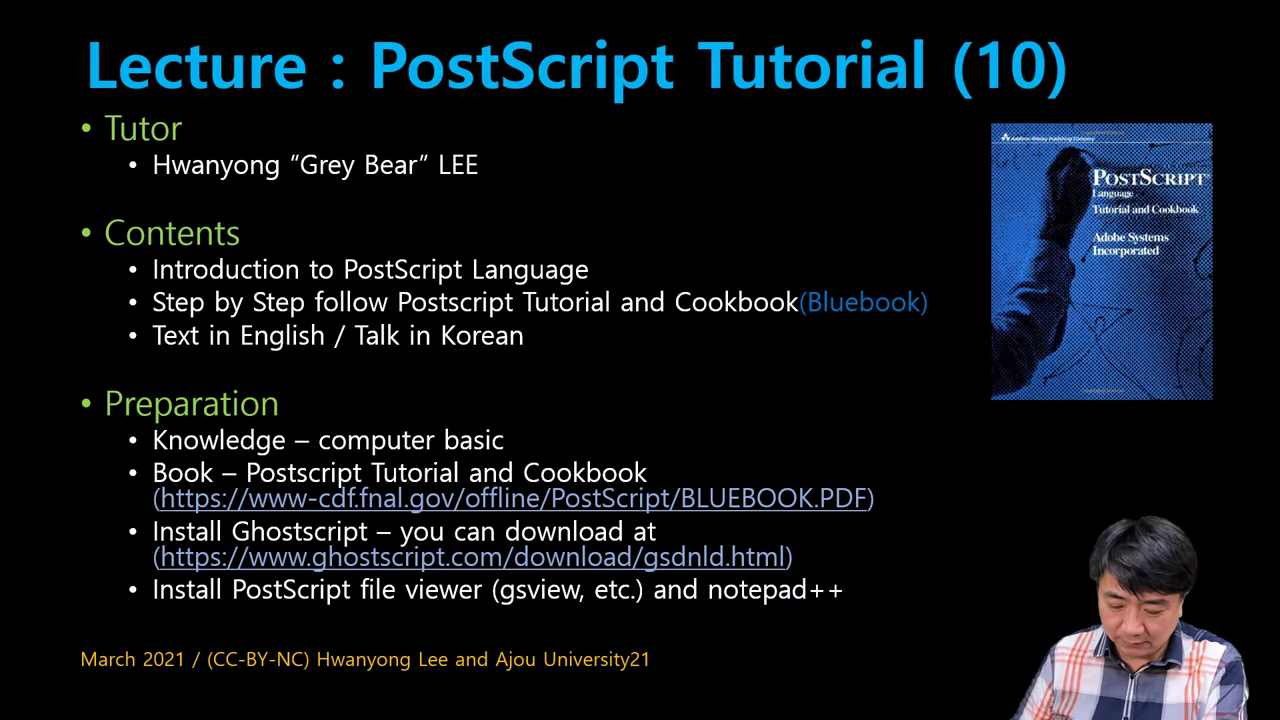 Lecture : PostScript Tutorial (10)
• Tutor
• Hwanyong “Grey Bear” LEE
• Contents
• Introduction to PostScript Language
• Step by Step follow Postscript Tutorial and Cookbook(Bluebook)
• Text in English / Talk in Korean
• Preparation
• Knowledge – computer basic
• Book – Postscript Tutorial and Cookbook
(https://www-cdf.fnal.gov/offline/PostScript/BLUEBOOK.PDF)
• Install Ghostscript – you can download at
(https://www.ghostscript.com/download/gsdnld.html)
• Install PostScript file viewer (gsview, etc.) and notepad++
March 2021 / (CC-BY-NC) Hwanyong Lee and Ajou University21
Addison-Wesley Publishing Company
POSTSCRIPT®
Language
Tutorial and Cookbook
Adobe Systems
Incorporated